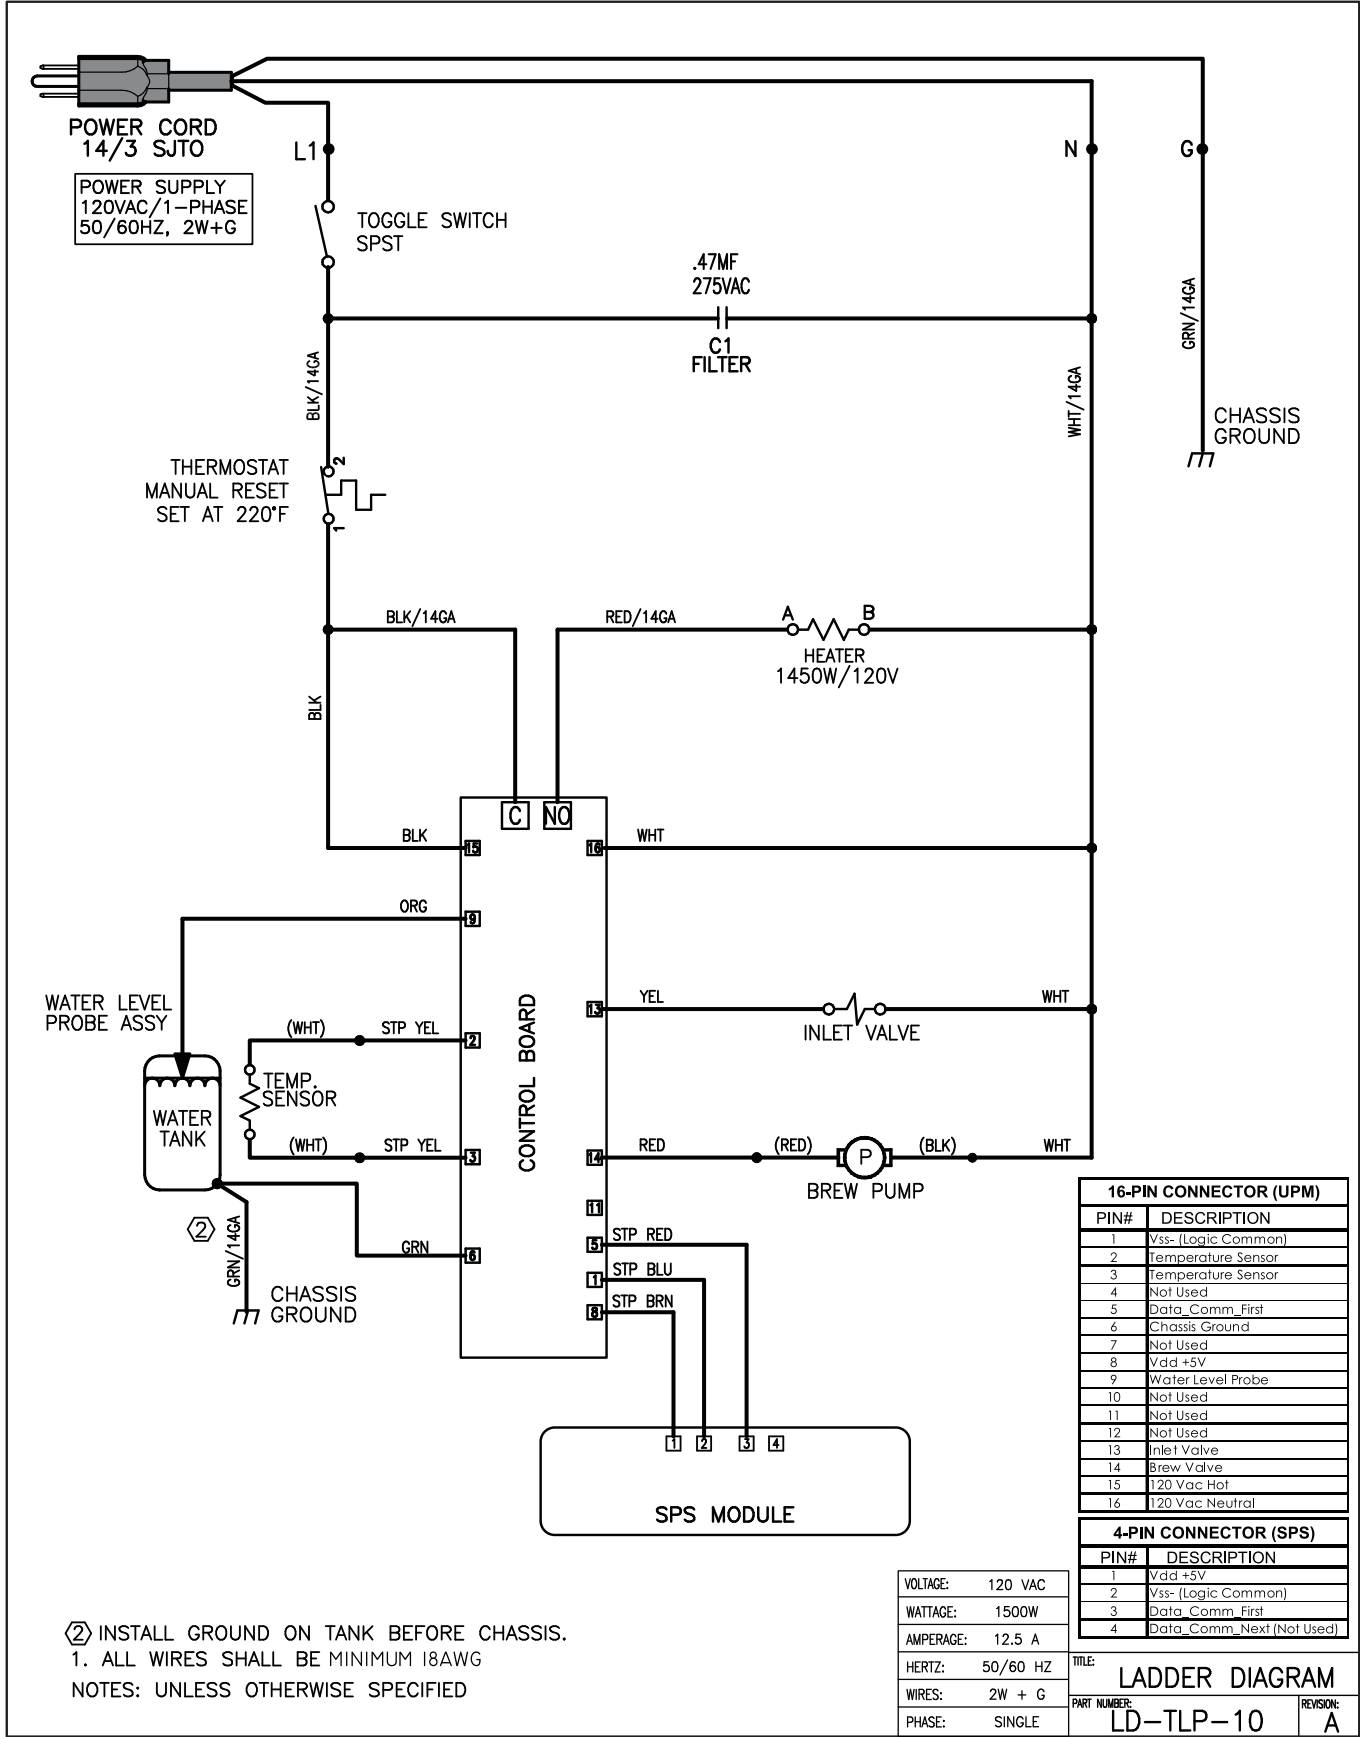 POWER CORD
14/3 SJTO
POWER SUPPLY
120VAC/1-PHASE
50/60HZ, 2W+G
L1
N
G
TOGGLE SWITCH
SPST
.47MF
275VAC
C1
FILTER
BLK/14GA
WHT/14GA
GRN/14GA
CHASSIS
GROUND
THERMOSTAT
MANUAL RESET
SET AT 220°F
2
1
BLK/14GA
RED/14GA
A
B
HEATER
1450W/120V
BLK
C
NO
BLK
15
16
WHT
ORG
9
WATER LEVEL
PROBE ASSY
(WHT)
STP YEL
2
13
YEL
WHT
INLET VALVE
CONTROL BOARD
TEMP.
SENSOR
WATER
TANK
(WHT)
STP YEL
3
14
RED
(RED)
P
(BLK)
WHT
BREW PUMP
11
2
GRN/14GA
GRN
6
5
STP RED
1
STP BLU
8
STP BRN
CHASSIS
GROUND
1
2
3
4
SPS MODULE
16-PIN CONNECTOR (UPM)
PIN# DESCRIPTION
1 Vss- (Logic Common)
2 Temperature Sensor
3 Temperature Sensor
4 Not Used
5 Data_Comm_First
6 Chassis Ground
7 Not Used
8 Vdd +5V
9 Water Level Probe
10 Not Used
11 Not Used
12 Not Used
13 Inlet Valve
14 Brew Valve
15 120 Vac Hot
16 120 Vac Neutral
4-PIN CONNECTOR (SPS)
PIN# DESCRIPTION
1 Vdd +5V
2 Vss- (Logic Common)
3 Data_Comm_First
4 Data_Comm_Next (Not Used)
VOLTAGE: 120 VAC
WATTAGE: 1500W
AMPERAGE: 12.5 A
HERTZ: 50/60 HZ
WIRES: 2W + G
PHASE: SINGLE
TITLE:
LADDER DIAGRAM
PART NUMBER:
LD-TLP-10
REVISION:
A
2 INSTALL GROUND ON TANK BEFORE CHASSIS.
1. ALL WIRES SHALL BE MINIMUM 18AWG
NOTES: UNLESS OTHERWISE SPECIFIED